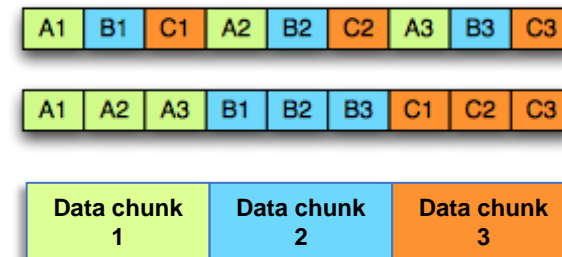 A1 B1 C1 A2 B2 C2 A3 B3 C3
A1 A2 A3 B1 B2 B3 C1 C2 C3
Data chunk Data chunk Data chunk
1 2 3